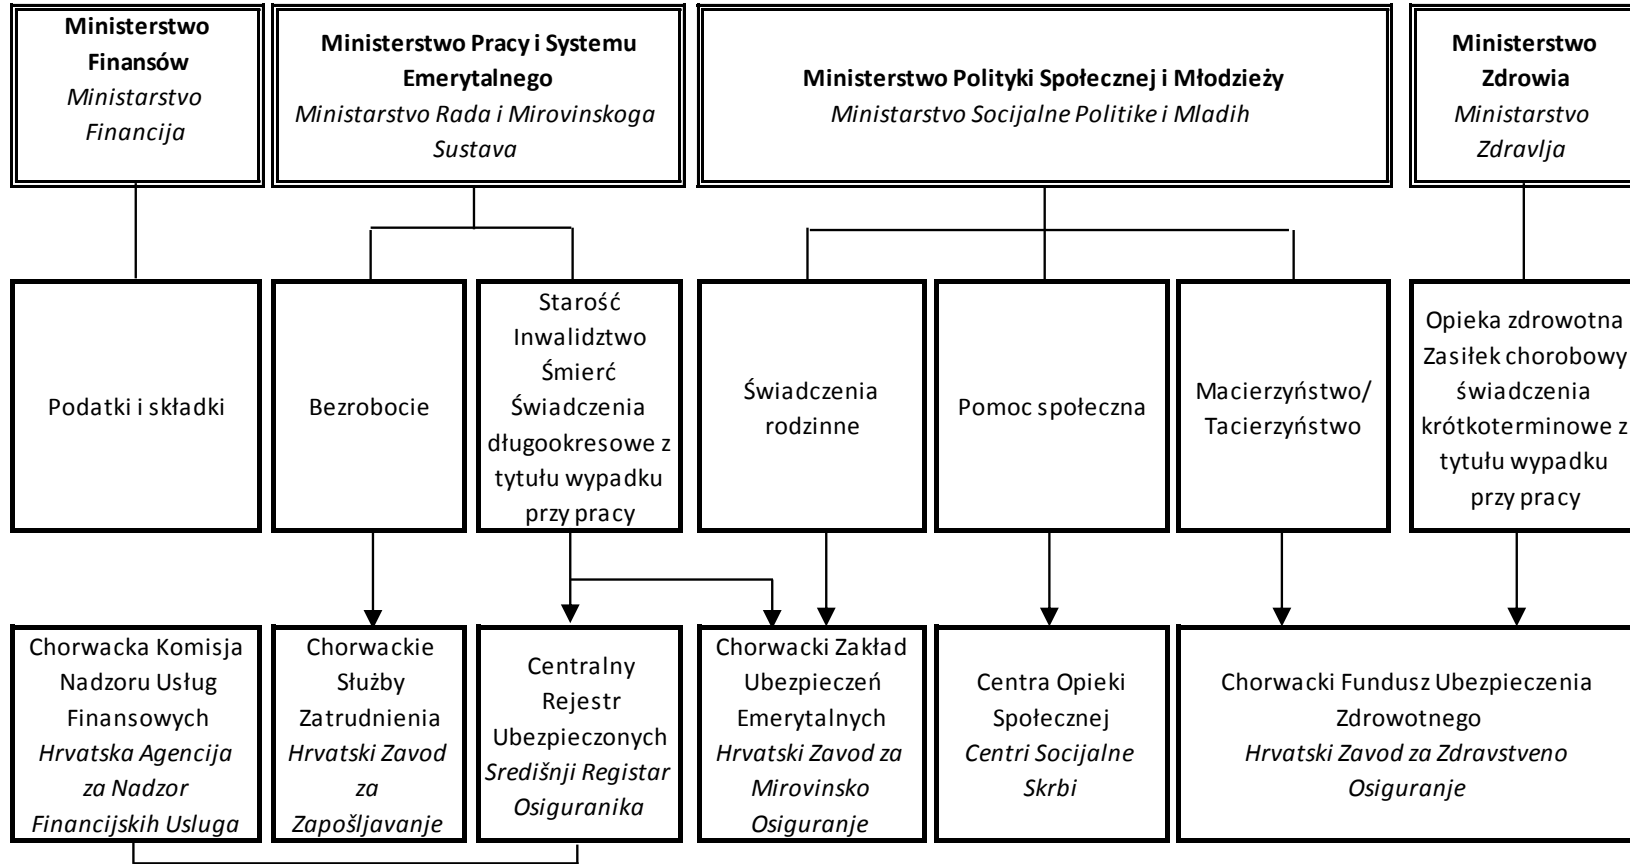 Ministerstwo
Finansów
Ministarstvo
Financija
Ministerstwo Pracy i Systemu
Emerytalnego
Ministarstvo Rada i Mirovinskoga
Sustava
Ministerstwo Polityki Społecznej i Młodzieży
Ministarstvo Socijalne Politike i Mladih
Ministerstwo
Zdrowia
Ministarstvo
Zdravlja
Podatki i składki
Bezrobocie
Starość
Inwalidztwo
Śmierć
Świadczenia
długookresowe z
tytułu wypadku
przy pracy
Świadczenia
rodzinne
Pomoc społeczna
Macierzyństwo/
Tacierzyństwo
Opieka zdrowotna
Zasiłek chorobowy
świadczenia
krótkoterminowe z
tytułu wypadku
przy pracy
Chorwacka Komisja
Nadzoru Usług
Finansowych
Hrvatska Agencija
za Nadzor
Financijskih Usluga
Chorwackie
Służby
Zatrudnienia
Hrvatski Zavod
za
Zapošljavanje
Centralny
Rejestr
Ubezpieczonych
Središnji Registar
Osiguranika
Chorwacki Zakład
Ubezpieczeń
Emerytalnych
Hrvatski Zavod za
Mirovinsko
Osiguranje
Centra Opieki
Społecznej
Centri Socijalne
Skrbi
Chorwacki Fundusz Ubezpieczenia
Zdrowotnego
Hrvatski Zavod za Zdravstveno
Osiguranje